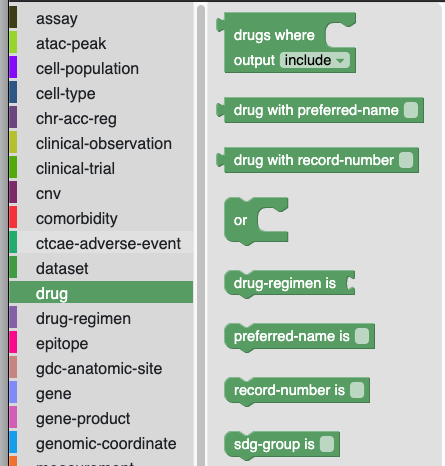 assay
atac-peak
cell-population
cell-type
chr-acc-reg
clinical-observation
clinical-trial
cnv
comorbidity
ctcae-adverse-event
dataset
drug
drug-regimen
epitope
gdc-anatomic-site
gene
gene-product
genomic-coordinate
measurement
drugs where
output include
drug with preferred-name
drug with record-number
or
drug-regimen is
preferred-name is
record-number is
sdg-group is